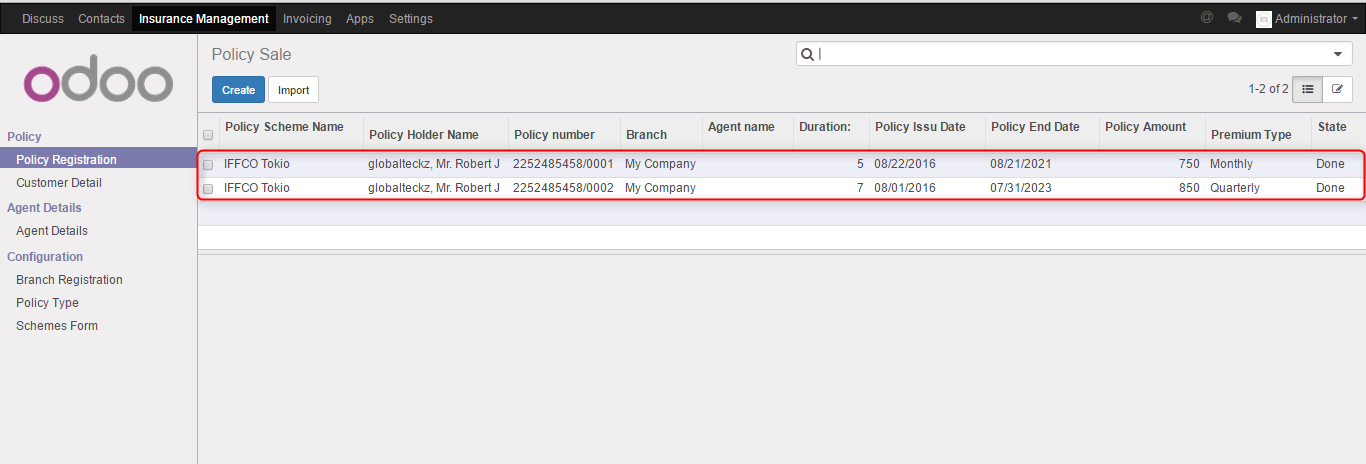 Discuss Contacts Insurance Management Invoicing Apps Settings @ Administrator
odoo
Policy Sale
Create Import 1-2 of 2
Policy
Policy Registration
Customer Detail
Agent Details
Agent Details
Configuration
Branch Registration
Policy Type
Schemes Form
Policy Scheme Name Policy Holder Name Policy number Branch Agent name Duration: Policy Issu Date Policy End Date Policy Amount Premium Type State
IFFCO Tokio globalteckz, Mr. Robert J 2252485458/0001 My Company 5 08/22/2016 08/21/2021 750 Monthly Done
IFFCO Tokio globalteckz, Mr. Robert J 2252485458/0002 My Company 7 08/01/2016 07/31/2023 850 Quarterly Done